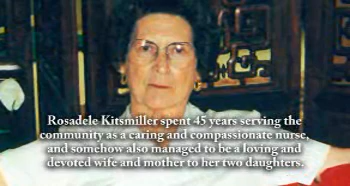 Rosadele Kitsmiller spent 45 years serving the
community as a caring and compassionate nurse,
and somehow also managed to be a loving and
devoted wife and mother to her two daughters.